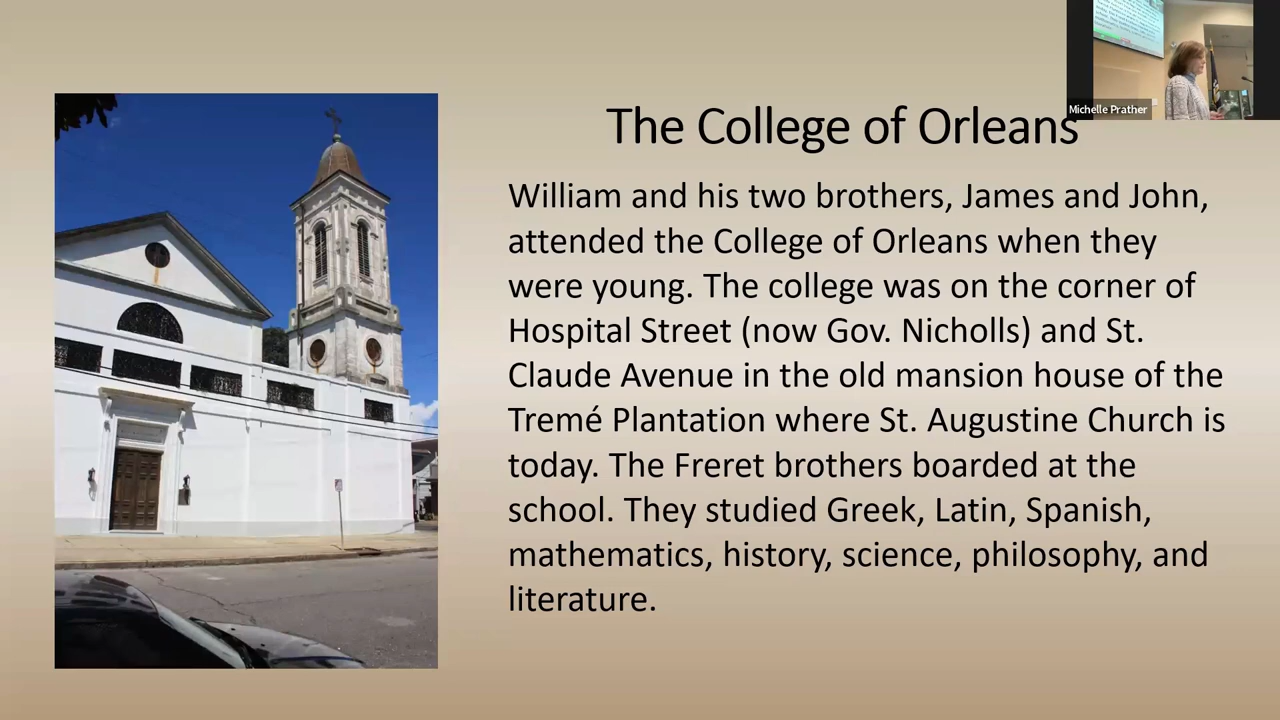 The College of Orleans
Michelle Prather
William and his two brothers, James and John,
attended the College of Orleans when they
were young. The college was on the corner of
Hospital Street (now Gov. Nicholls) and St.
Claude Avenue in the old mansion house of the
Tremé Plantation where St. Augustine Church is
today. The Freret brothers boarded at the
school. They studied Greek, Latin, Spanish,
mathematics, history, science, philosophy, and
literature.